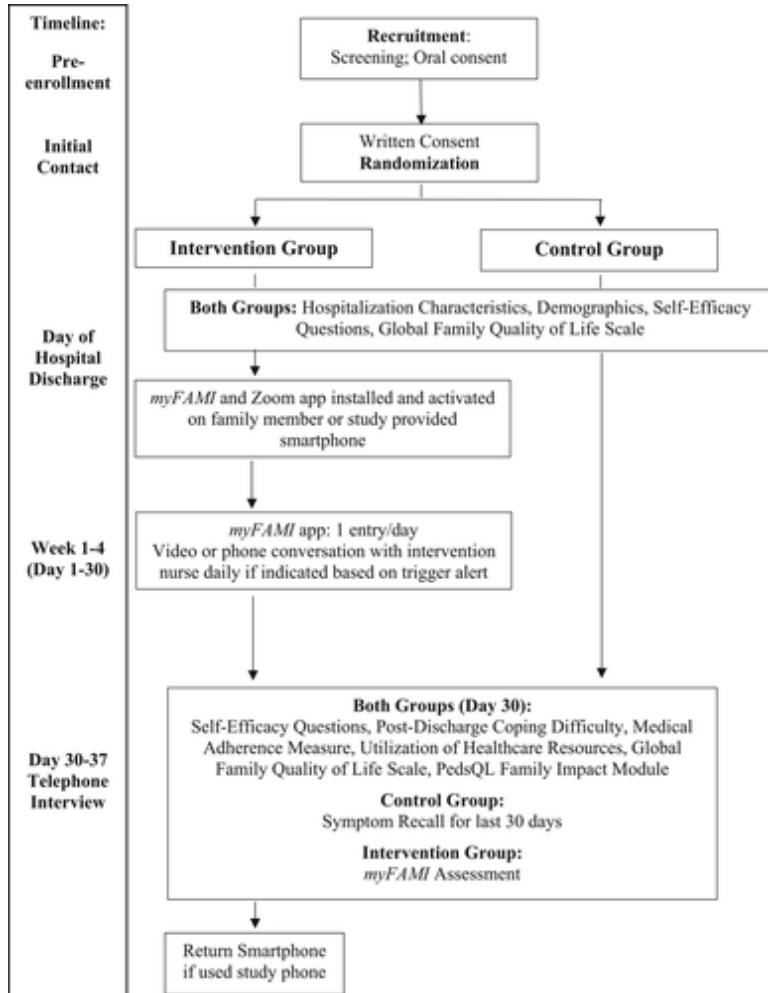 Timeline:
Pre-
enrollment
Recruitment:
Screening; Oral consent
Initial
Contact
Written Consent
Randomization
Intervention Group
Control Group
Day of
Hospital
Discharge
Both Groups: Hospitalization Characteristics, Demographics, Self-Efficacy
Questions, Global Family Quality of Life Scale
myFAMI and Zoom app installed and activated
on family member or study provided
smartphone
Week 1-4
(Day 1-30)
myFAMI app: 1 entry/day
Video or phone conversation with intervention
nurse daily if indicated based on trigger alert
Day 30-37
Telephone
Interview
Both Groups (Day 30):
Self-Efficacy Questions, Post-Discharge Coping Difficulty, Medical
Adherence Measure, Utilization of Healthcare Resources, Global
Family Quality of Life Scale, PedsQL Family Impact Module
Control Group:
Symptom Recall for last 30 days
Intervention Group:
myFAMI Assessment
Return Smartphone
if used study phone